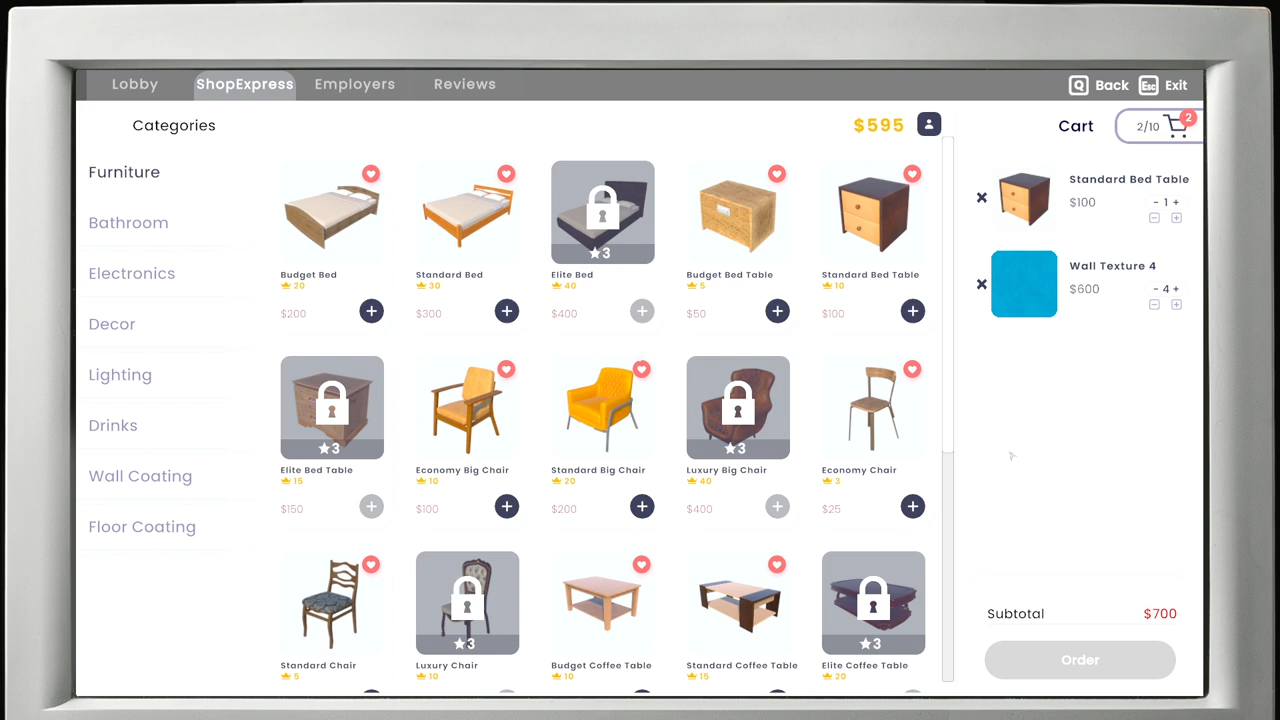 Lobby ShopExpress Employers Reviews Q Back Esc Exit
Categories $595 Cart 2/10 2
Furniture
Bathroom
Electronics
Decor
Lighting
Drinks
Wall Coating
Floor Coating
3
Budget Bed Standard Bed Elite Bed Budget Bed Table Standard Bed Table
20 30 40 5 10
$200 $300 $400 $50 $100
3 3
Elite Bed Table Economy Big Chair Standard Big Chair Luxury Big Chair Economy Chair
15 10 20 40 3
$150 $100 $200 $400 $25
3 3
Standard Chair Luxury Chair Budget Coffee Table Standard Coffee Table Elite Coffee Table
5 10 10 15 20
Standard Bed Table
$100 - 1 +
Wall Texture 4
$600 - 4 +
Subtotal $700
Order